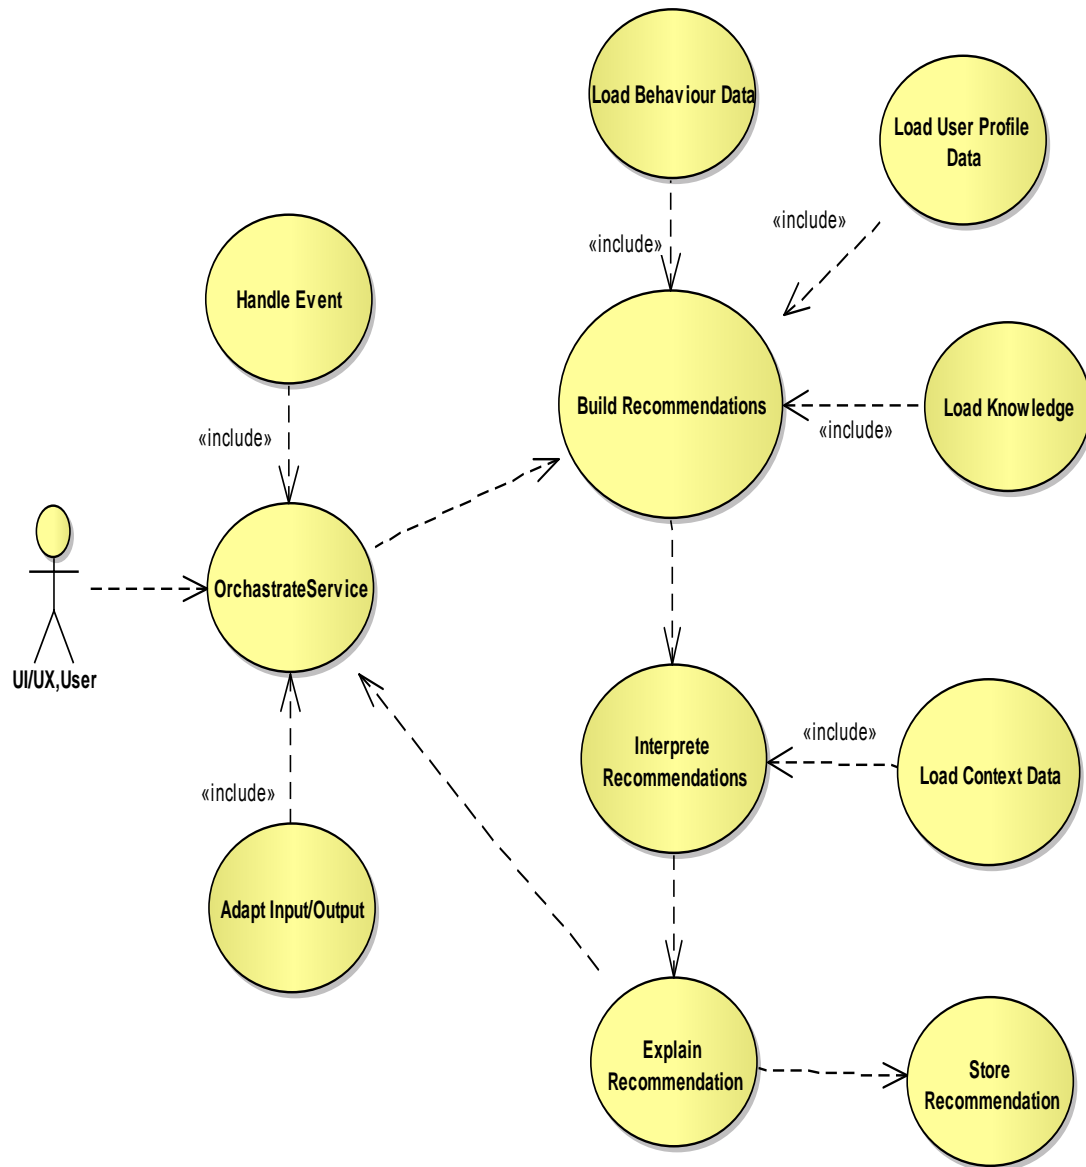 Load Behaviour Data
Load User Profile
Data
«include»
«include»
Handle Event
«include»
Build Recommendations
Load Knowledge
«include»
OrchastrateService
UI/UX,User
Interprete
Recommendations
«include»
Load Context Data
«include»
Adapt Input/Output
Explain
Recommendation
Store
Recommendation